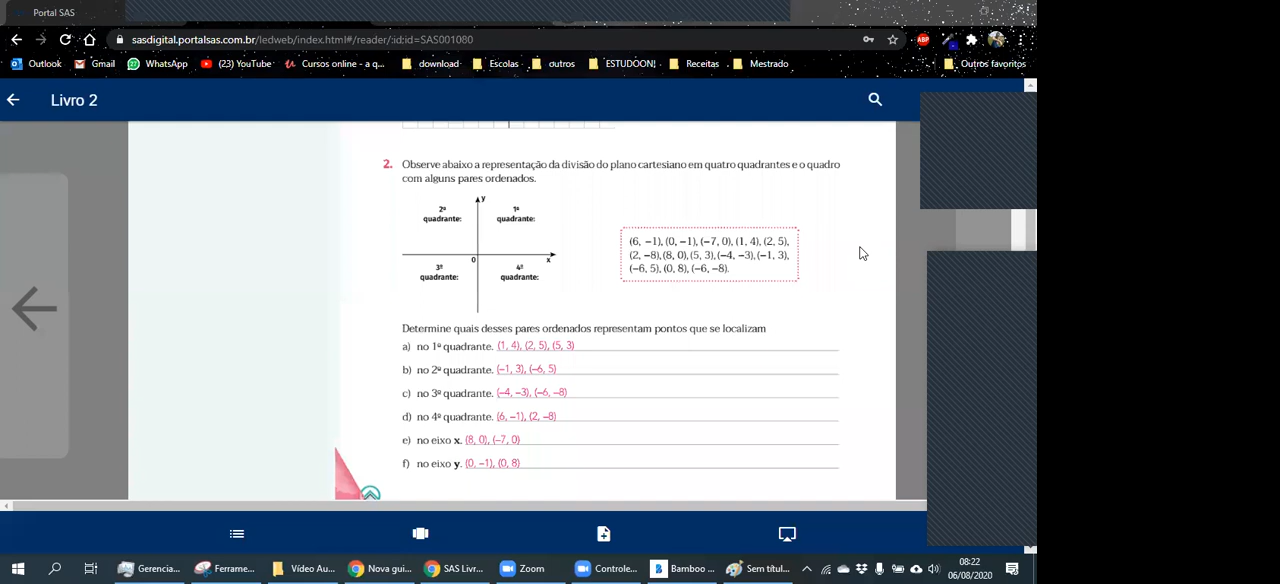 Portal SAS
sasdigital.portalsas.com.br/ledweb/index.html#/reader/:id;id=SAS001080
ABP
Outlook Gmail WhatsApp (23) YouTube Cursos online - a q... download Escolas outros ESTUDOON! Receitas Mestrado Outros favoritos
Livro 2
2. Observe abaixo a representação da divisão do plano cartesiano em quatro quadrantes e o quadro
com alguns pares ordenados.
y
2º
quadrante:
1º
quadrante:
0
x
3º
quadrante:
4º
quadrante:
(6, −1), (0, −1), (−7, 0), (1, 4), (2, 5),
(2, −8), (8, 0), (5, 3), (−4, −3), (−1, 3),
(−6, 5), (0, 8), (−6, −8).
Determine quais desses pares ordenados representam pontos que se localizam
a) no 1º quadrante. (1, 4), (2, 5), (5, 3)
b) no 2º quadrante. (−1, 3), (−6, 5)
c) no 3º quadrante. (−4, −3), (−6, −8)
d) no 4º quadrante. (6, −1), (2, −8)
e) no eixo x. (8, 0), (−7, 0)
f) no eixo y. (0, −1), (0, 8)
Gerencia... Ferrame... Vídeo Au... Nova gui... SAS Livr... Zoom Controle... Bamboo ... Sem títul...
08:22
06/08/2020